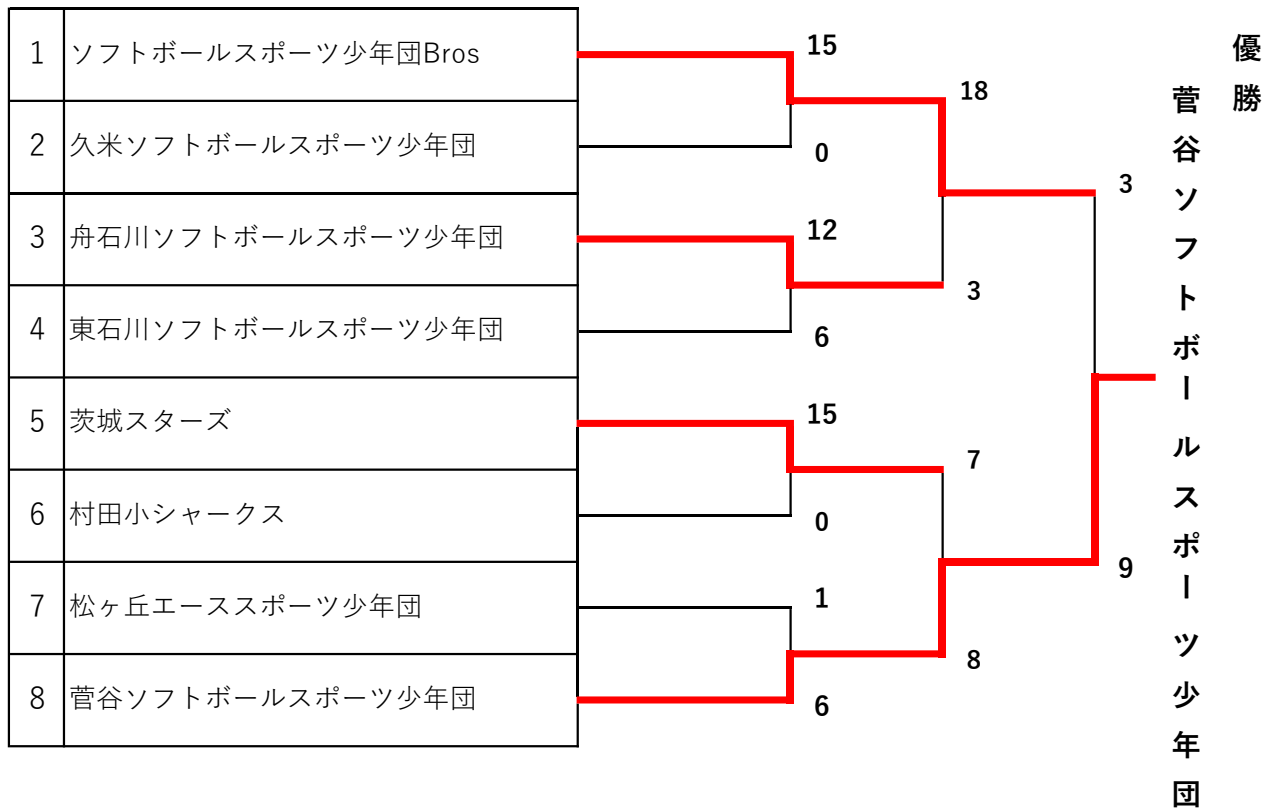 1 ソフトボールスポーツ少年団Bros
2 久米ソフトボールスポーツ少年団
3 舟石川ソフトボールスポーツ少年団
4 東石川ソフトボールスポーツ少年団
5 茨城スターズ
6 村田小シャークス
7 松ヶ丘エーススポーツ少年団
8 菅谷ソフトボールスポーツ少年団
15
0
12
6
15
0
1
6
18
3
7
8
3
9
優勝
菅谷ソフトボールスポーツ少年団